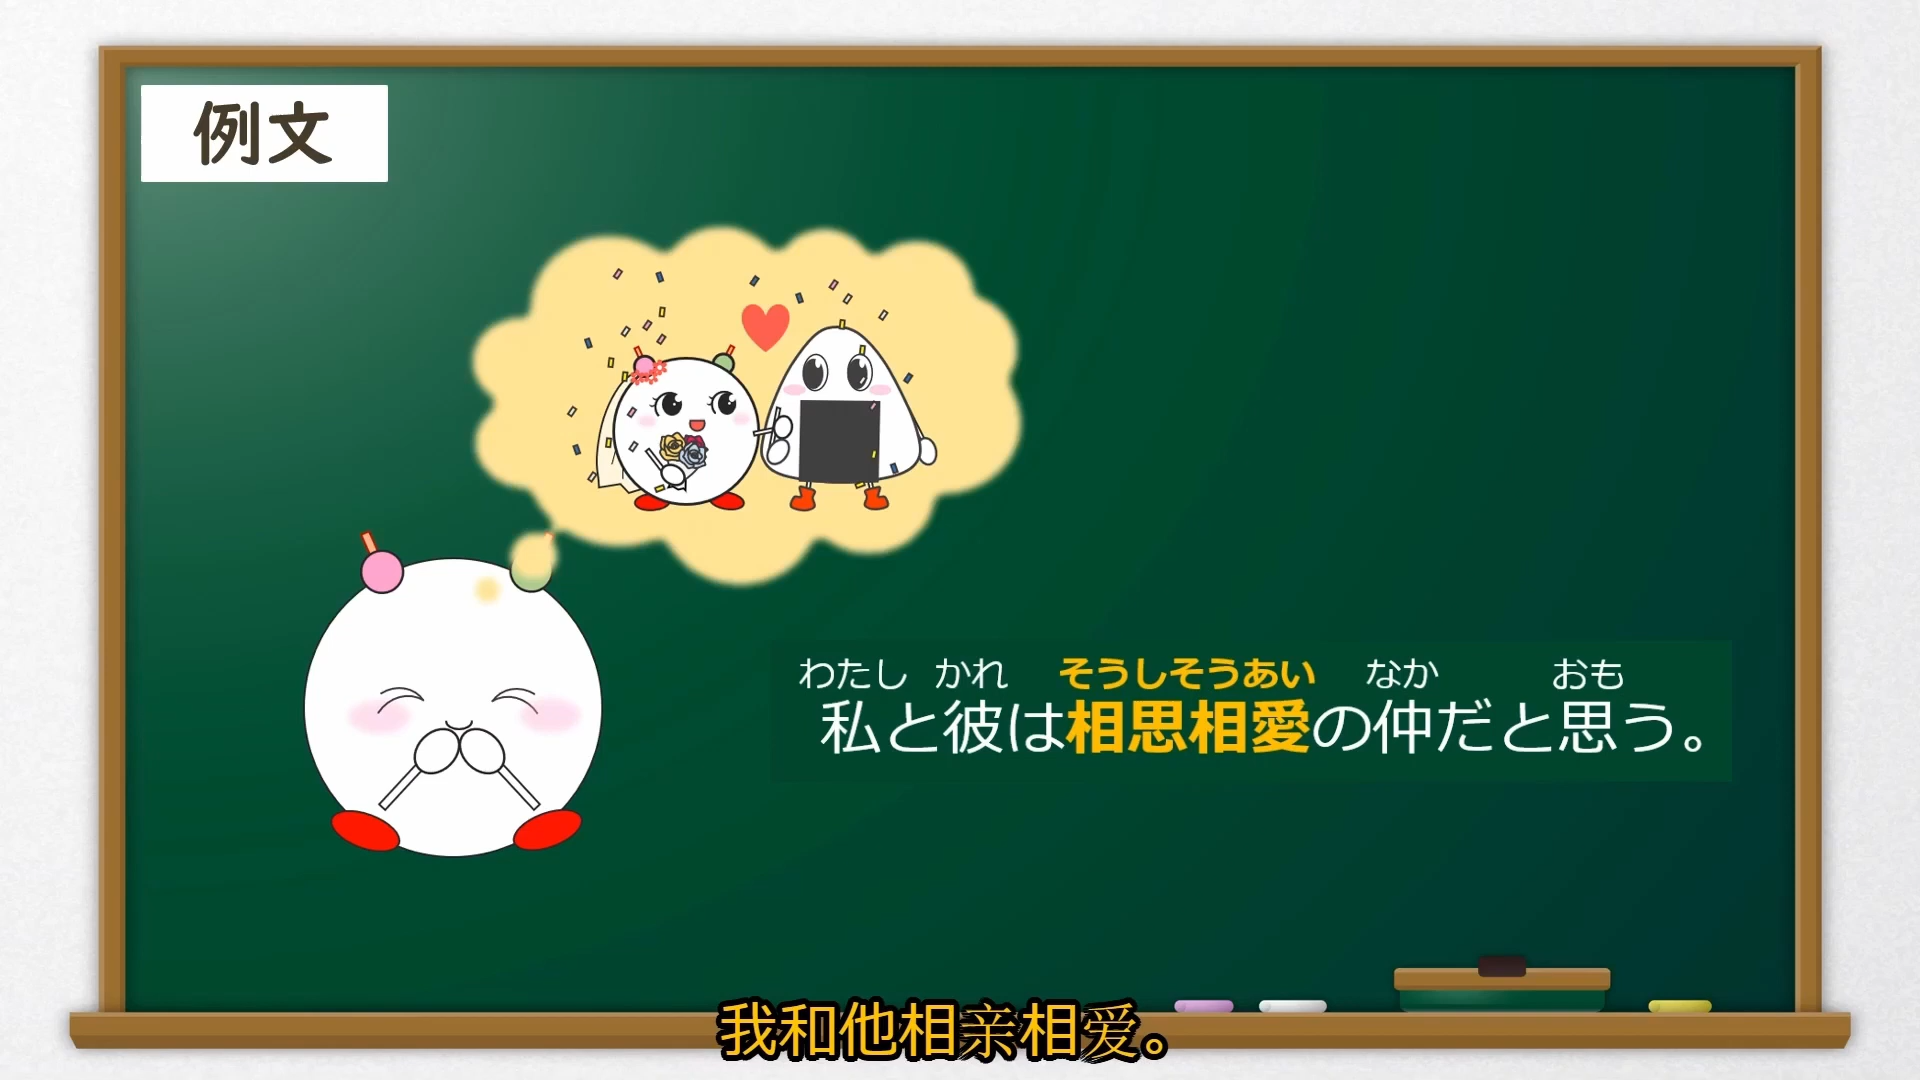 例文
わたし かれ そうしそうあい なか おも
私と彼は相思相愛の仲だと思う。
我和他相亲相爱。